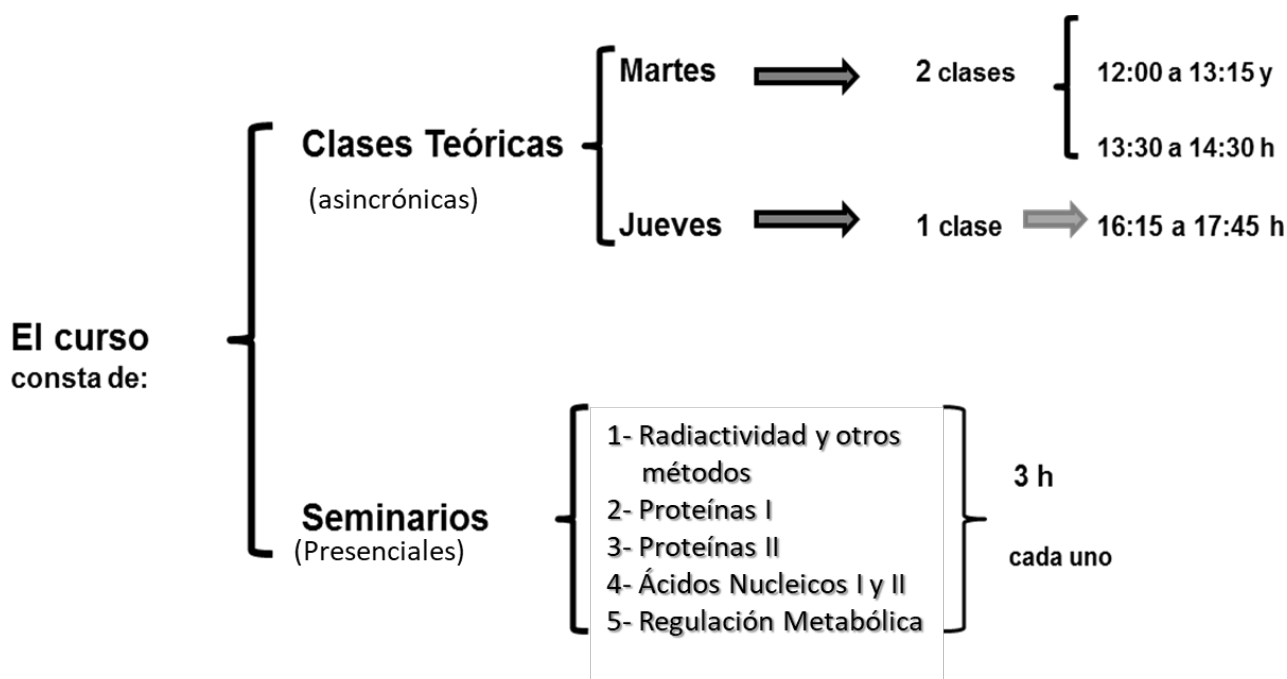 El curso
consta de:
Clases Teóricas
(asincrónicas)
Martes
2 clases
12:00 a 13:15 y
13:30 a 14:30 h
Jueves
1 clase
16:15 a 17:45 h
Seminarios
(Presenciales)
1- Radiactividad y otros
métodos
2- Proteínas I
3- Proteínas II
4- Ácidos Nucleicos I y II
5- Regulación Metabólica
3 h
cada uno